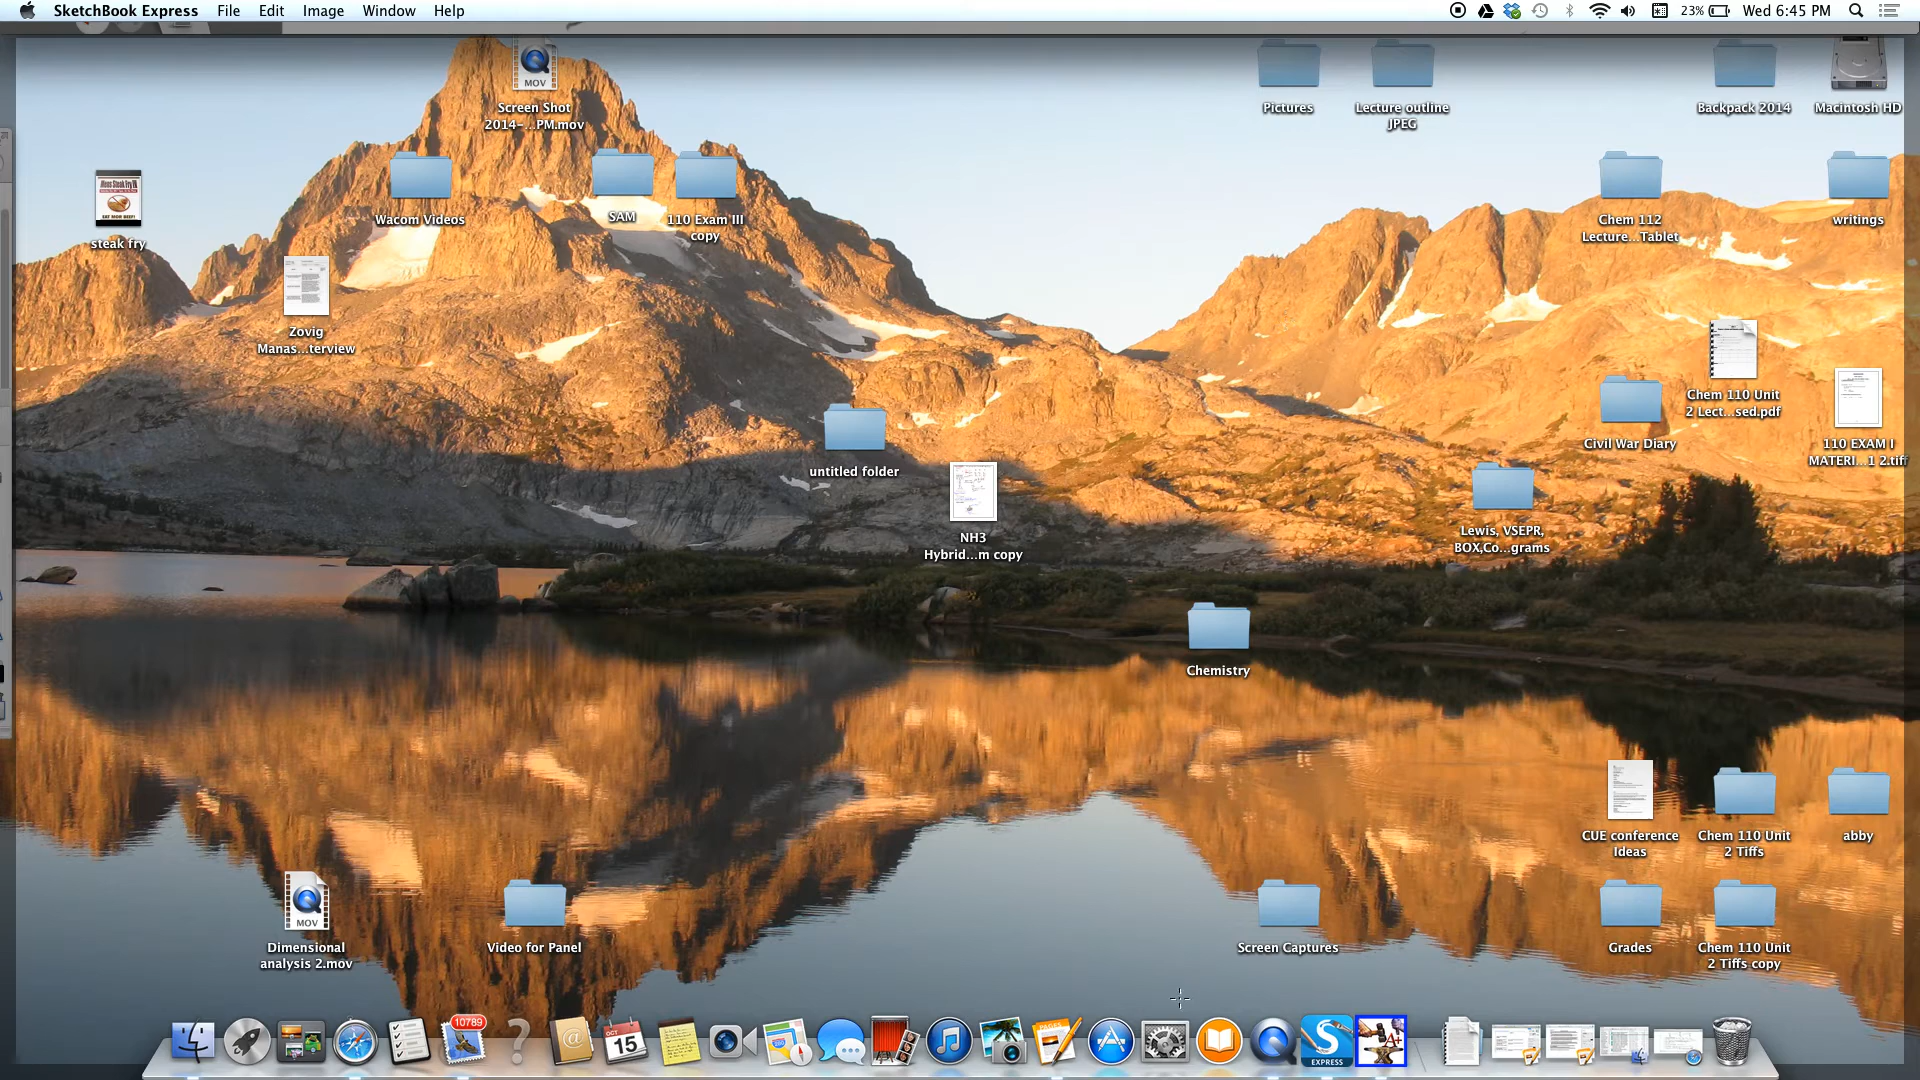 SketchBook Express File Edit Image Window Help
23% Wed 6:45 PM
MOV
Screen Shot
2014-...PM.mov
Pictures
Lecture outline
JPEG
Backpack 2014
Macintosh HD
steak fry
Wacom Videos
SAM
110 Exam III
copy
Chem 112
Lecture...Tablet
writings
Zovig
Manas...terview
Chem 110 Unit
2 Lect...sed.pdf
Civil War Diary
110 EXAM I
MATERI...1 2.tiff
untitled folder
NH3
Hybrid...m copy
Lewis, VSEPR,
BOX,Co...grams
Chemistry
CUE conference
Ideas
Chem 110 Unit
2 Tiffs
abby
MOV
Dimensional
analysis 2.mov
Video for Panel
Screen Captures
Grades
Chem 110 Unit
2 Tiffs copy
10789
OCT
15
PAGES
EXPRESS